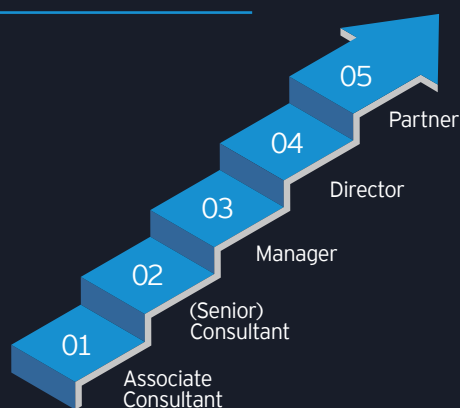 05
Partner
04
Director
03
Manager
02
(Senior)
Consultant
01
Associate
Consultant